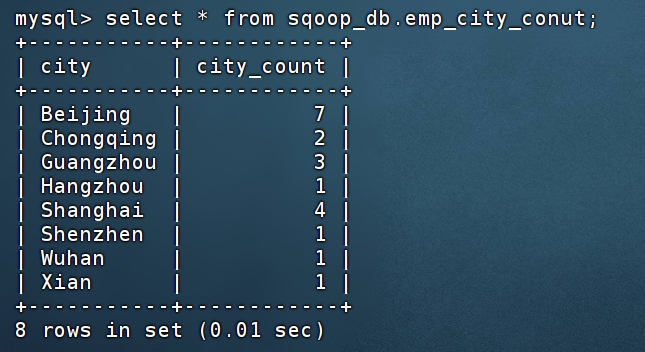 mysql> select * from sqoop_db.emp_city_conut;
+-----------+------------+
| city      | city_count |
+-----------+------------+
| Beijing   |          7 |
| Chongqing |          2 |
| Guangzhou |          3 |
| Hangzhou  |          1 |
| Shanghai  |          4 |
| Shenzhen  |          1 |
| Wuhan     |          1 |
| Xian      |          1 |
+-----------+------------+
8 rows in set (0.01 sec)